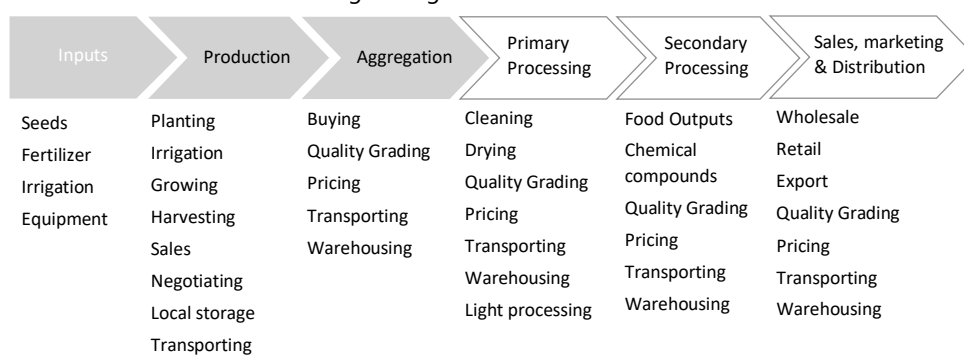 Inputs
Production
Aggregation
Primary
Processing
Secondary
Processing
Sales, marketing
& Distribution
Seeds
Fertilizer
Irrigation
Equipment
Planting
Irrigation
Growing
Harvesting
Sales
Negotiating
Local storage
Transporting
Buying
Quality Grading
Pricing
Transporting
Warehousing
Cleaning
Drying
Quality Grading
Pricing
Transporting
Warehousing
Light processing
Food Outputs
Chemical
compounds
Quality Grading
Pricing
Transporting
Warehousing
Wholesale
Retail
Export
Quality Grading
Pricing
Transporting
Warehousing